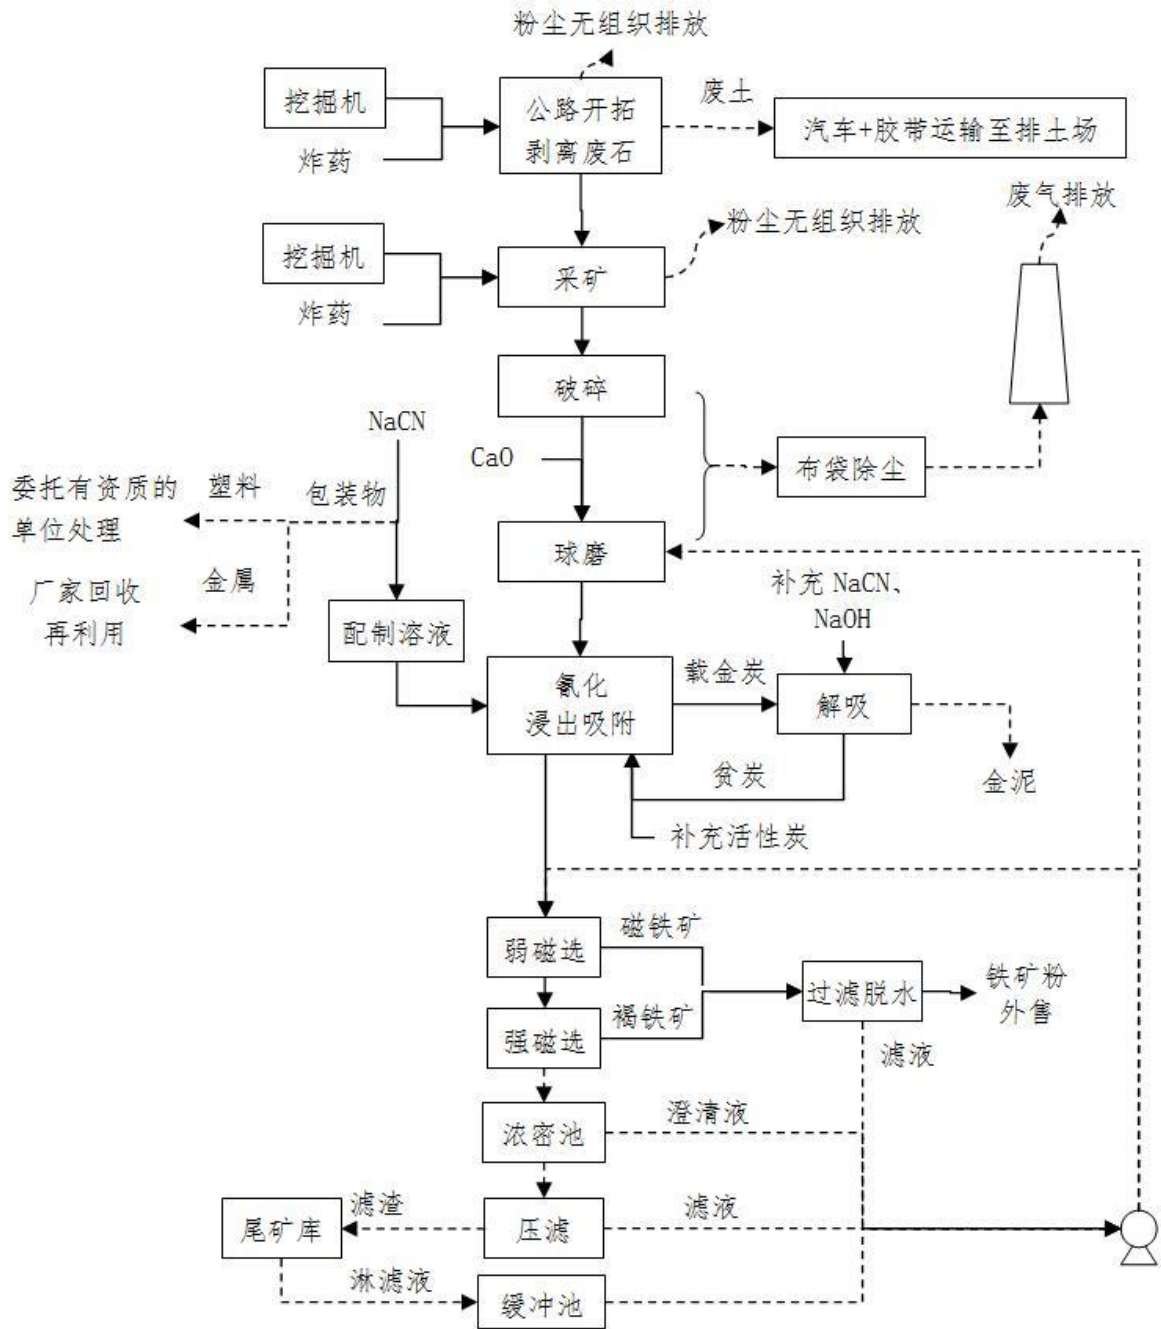 粉尘无组织排放
挖掘机
炸药
公路开拓
剥离废石
废土
汽车+胶带运输至排土场
废气排放
粉尘无组织排放
挖掘机
炸药
采矿
破碎
NaCN
CaO
布袋除尘
委托有资质的
单位处理
塑料
包装物
球磨
厂家回收
再利用
金属
配制溶液
补充 NaCN、
NaOH
氰化
浸出吸附
载金炭
解吸
贫炭
金泥
补充活性炭
弱磁选
磁铁矿
过滤脱水
铁矿粉
外售
强磁选
褐铁矿
滤液
浓密池
澄清液
尾矿库
滤渣
压滤
滤液
淋滤液
缓冲池